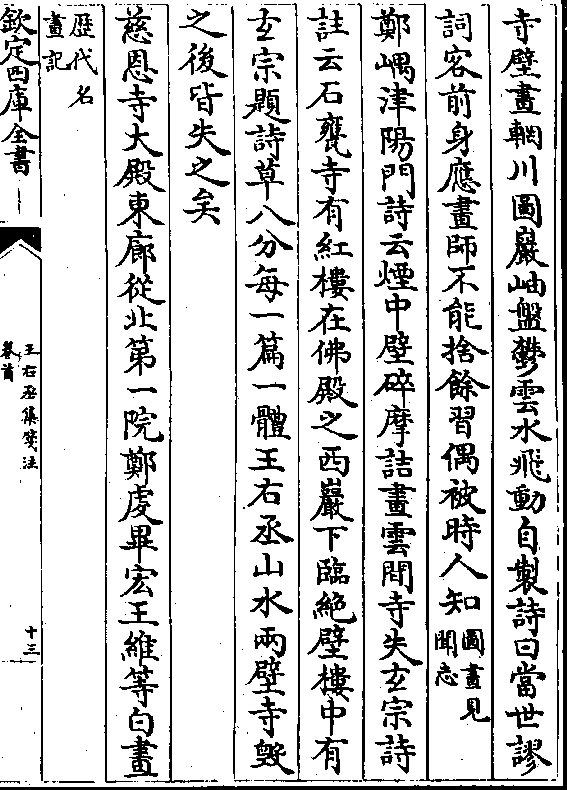 寺壁畫輞川圖巖岫盤鬱雲水飛動自製詩曰當世謬
詞客前身應畫師不能捨餘習偶被時人知圖畫見
聞志
鄭嵎津陽門詩云煙中壁碎摩詰畫雲間寺失玄宗詩
註云石甕寺有紅樓在佛殿之西巖下臨絶壁樓中有
玄宗題詩草八分每一篇一體王右丞山水兩壁寺毁
之後皆失之矣
慈恩寺大殿東廊從北第一院鄭虔畢宏王維等白畫
歴代名
畫記
欽定四庫全書
王右丞集箋注
卷首
十三